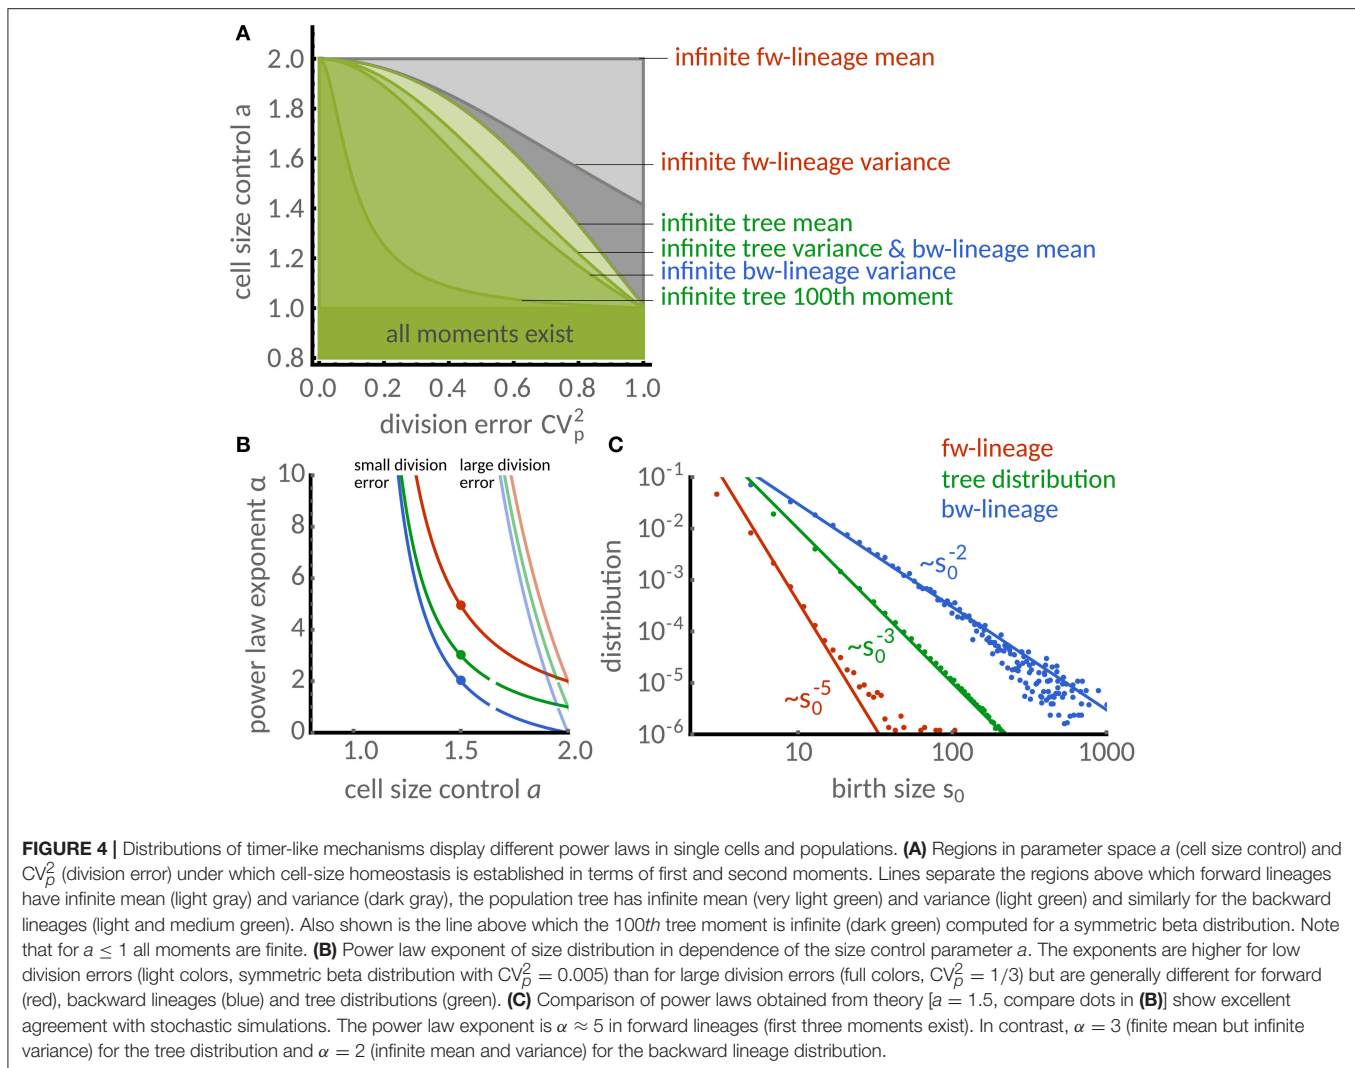 A
2.0
1.8
1.6
1.4
1.2
1.0
0.8
cell size control a
0.0 0.2 0.4 0.6 0.8 1.0
division error CV²p
all moments exist
infinite fw-lineage mean
infinite fw-lineage variance
infinite tree mean
infinite tree variance & bw-lineage mean
infinite bw-lineage variance
infinite tree 100th moment
B
small division error
large division error
10
8
6
4
2
0
power law exponent α
1.0 1.5 2.0
cell size control a
C
fw-lineage
tree distribution
bw-lineage
10⁻¹
10⁻²
10⁻³
10⁻⁴
10⁻⁵
10⁻⁶
distribution
~s₀⁻²
~s₀⁻³
~s₀⁻⁵
10 100 1000
birth size s₀
FIGURE 4 | Distributions of timer-like mechanisms display different power laws in single cells and populations. (A) Regions in parameter space a (cell size control) and
CV²p (division error) under which cell-size homeostasis is established in terms of first and second moments. Lines separate the regions above which forward lineages
have infinite mean (light gray) and variance (dark gray), the population tree has infinite mean (very light green) and variance (light green) and similarly for the backward
lineages (light and medium green). Also shown is the line above which the 100th tree moment is infinite (dark green) computed for a symmetric beta distribution. Note
that for a ≤ 1 all moments are finite. (B) Power law exponent of size distribution in dependence of the size control parameter a. The exponents are higher for low
division errors (light colors, symmetric beta distribution with CV²p = 0.005) than for large division errors (full colors, CV²p = 1/3) but are generally different for forward
(red), backward lineages (blue) and tree distributions (green). (C) Comparison of power laws obtained from theory [a = 1.5, compare dots in (B)] show excellent
agreement with stochastic simulations. The power law exponent is α ≈ 5 in forward lineages (first three moments exist). In contrast, α = 3 (finite mean but infinite
variance) for the tree distribution and α = 2 (infinite mean and variance) for the backward lineage distribution.